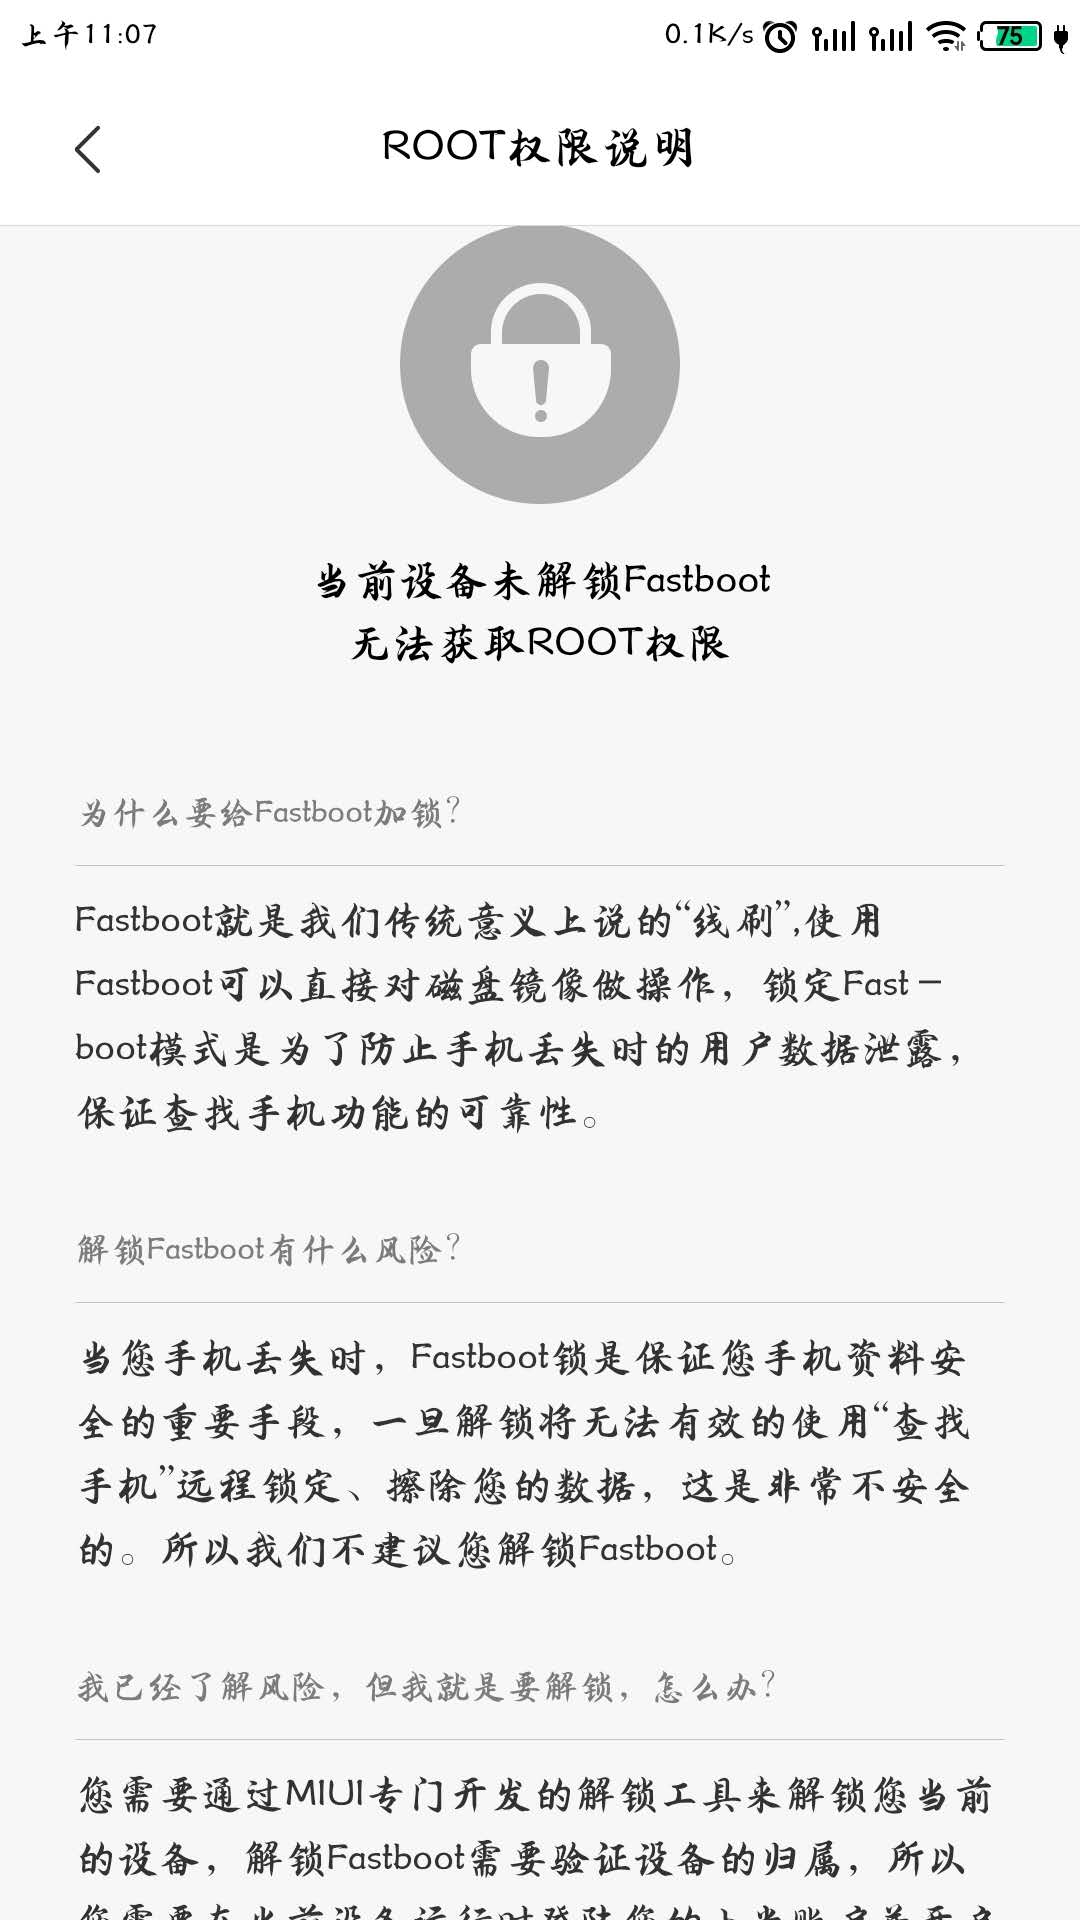 上午11:07
0.1K/s
75
ROOT权限说明
当前设备未解锁Fastboot
无法获取ROOT权限
为什么要给Fastboot加锁?
Fastboot就是我们传统意义上说的“线刷”,使用
Fastboot可以直接对磁盘镜像做操作，锁定Fast-
boot模式是为了防止手机丢失时的用户数据泄露，
保证查找手机功能的可靠性。
解锁Fastboot有什么风险?
当您手机丢失时，Fastboot锁是保证您手机资料安
全的重要手段，一旦解锁将无法有效的使用“查找
手机”远程锁定、擦除您的数据，这是非常不安全
的。所以我们不建议您解锁Fastboot。
我已经了解风险，但我就是要解锁，怎么办?
您需要通过MIUI专门开发的解锁工具来解锁您当前
的设备，解锁Fastboot需要验证设备的归属，所以